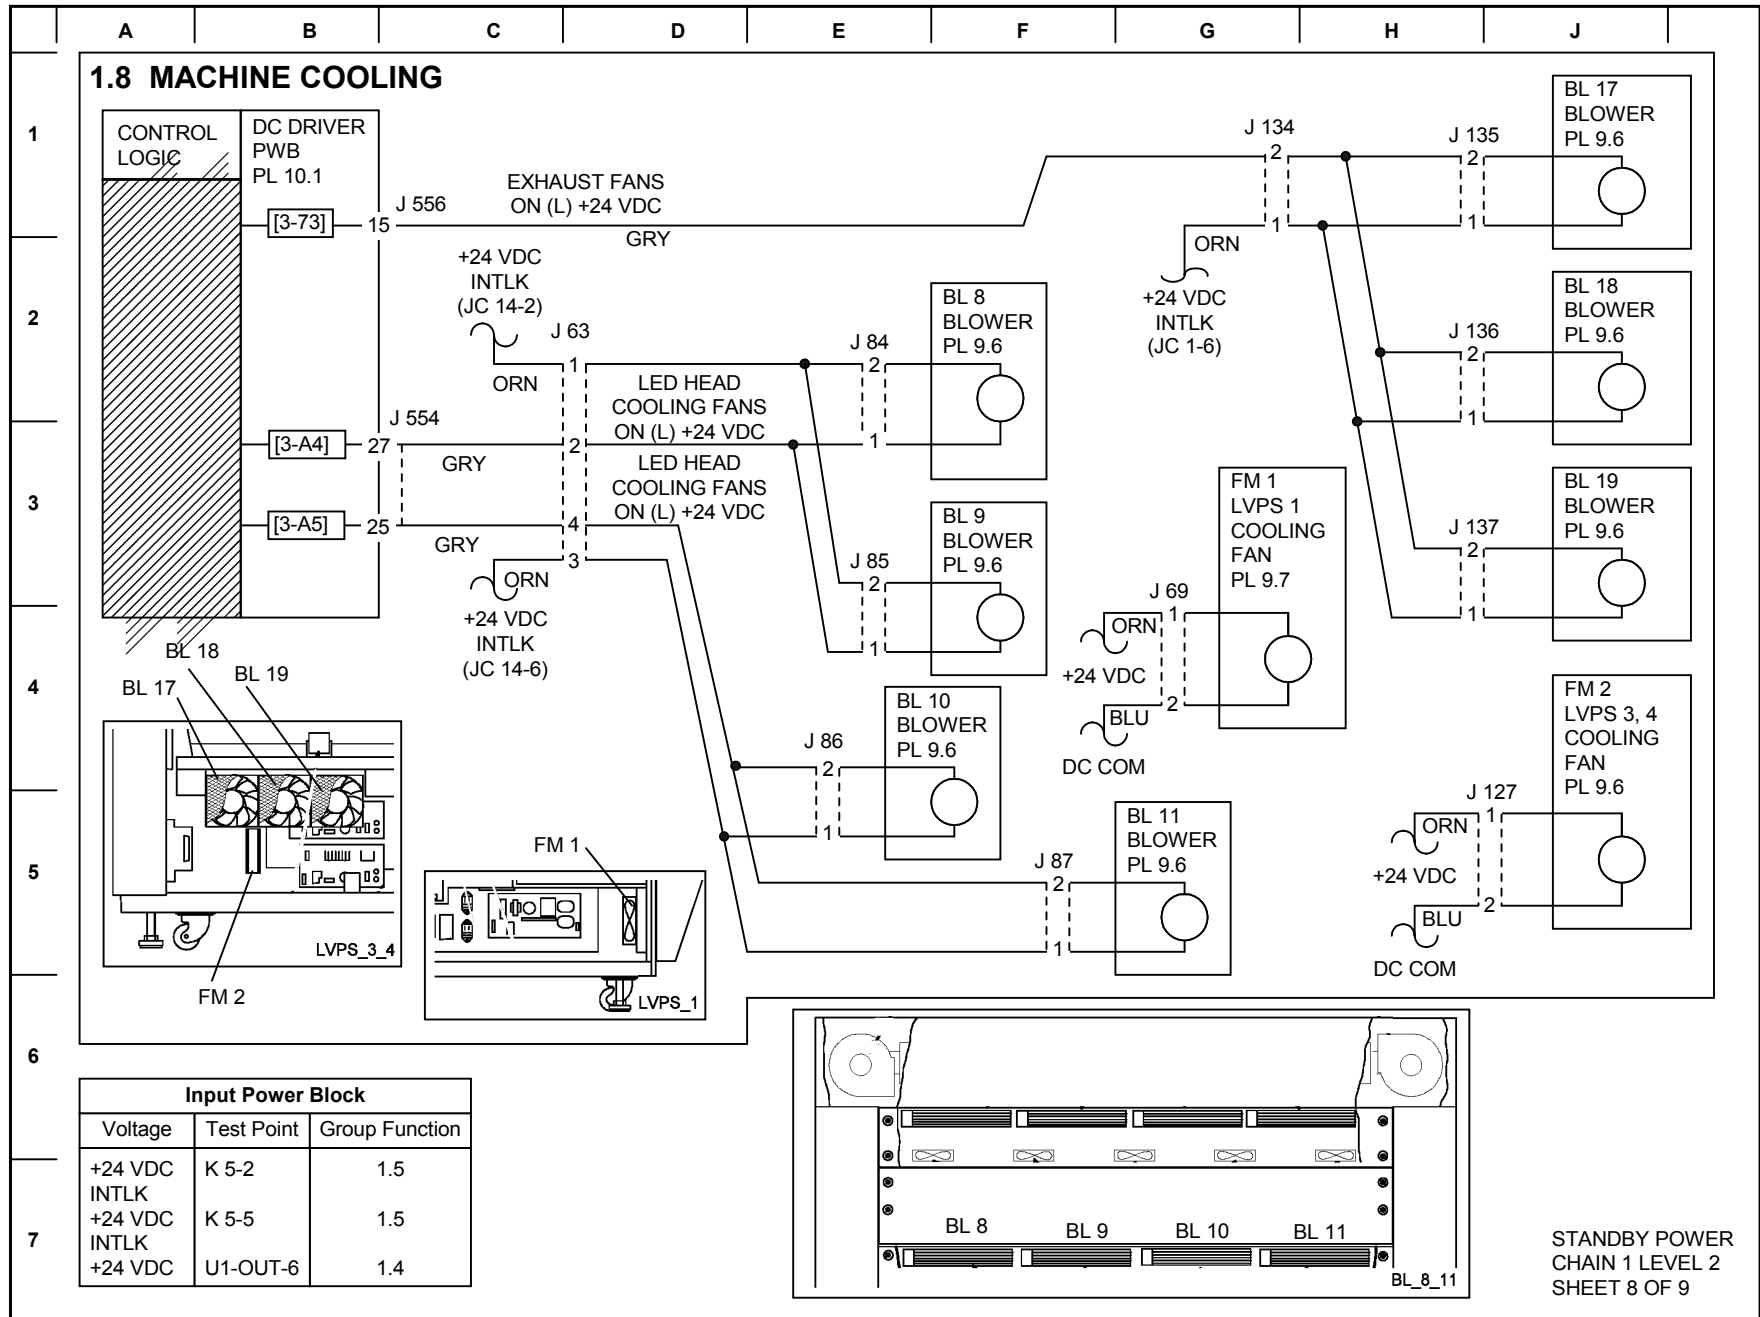 A B C D E F G H J
1
2
3
4
5
6
7
1.8 MACHINE COOLING
CONTROL
LOGIC
DC DRIVER
PWB
PL 10.1
[3-73]
15
J 556
EXHAUST FANS
ON (L) +24 VDC
GRY
+24 VDC
INTLK
(JC 14-2)
ORN
J 63
1
2
4
3
[3-A4]
27
J 554
GRY
[3-A5]
25
GRY
ORN
+24 VDC
INTLK
(JC 14-6)
LED HEAD
COOLING FANS
ON (L) +24 VDC
LED HEAD
COOLING FANS
ON (L) +24 VDC
J 84
2
1
BL 8
BLOWER
PL 9.6
J 85
2
1
BL 9
BLOWER
PL 9.6
J 86
2
1
BL 10
BLOWER
PL 9.6
J 87
2
1
BL 11
BLOWER
PL 9.6
J 134
2
1
ORN
+24 VDC
INTLK
(JC 1-6)
J 135
2
1
BL 17
BLOWER
PL 9.6
J 136
2
1
BL 18
BLOWER
PL 9.6
J 137
2
1
BL 19
BLOWER
PL 9.6
FM 1
LVPS 1
COOLING
FAN
PL 9.7
J 69
1
2
ORN
+24 VDC
BLU
DC COM
FM 2
LVPS 3, 4
COOLING
FAN
PL 9.6
J 127
1
2
ORN
+24 VDC
BLU
DC COM
BL 18
BL 17
BL 19
LVPS_3_4
FM 2
FM 1
LVPS_1
Input Power Block
Voltage Test Point Group Function
+24 VDC K 5-2 1.5
INTLK
+24 VDC K 5-5 1.5
INTLK
+24 VDC U1-OUT-6 1.4
BL 8 BL 9 BL 10 BL 11
BL_8_11
STANDBY POWER
CHAIN 1 LEVEL 2
SHEET 8 OF 9